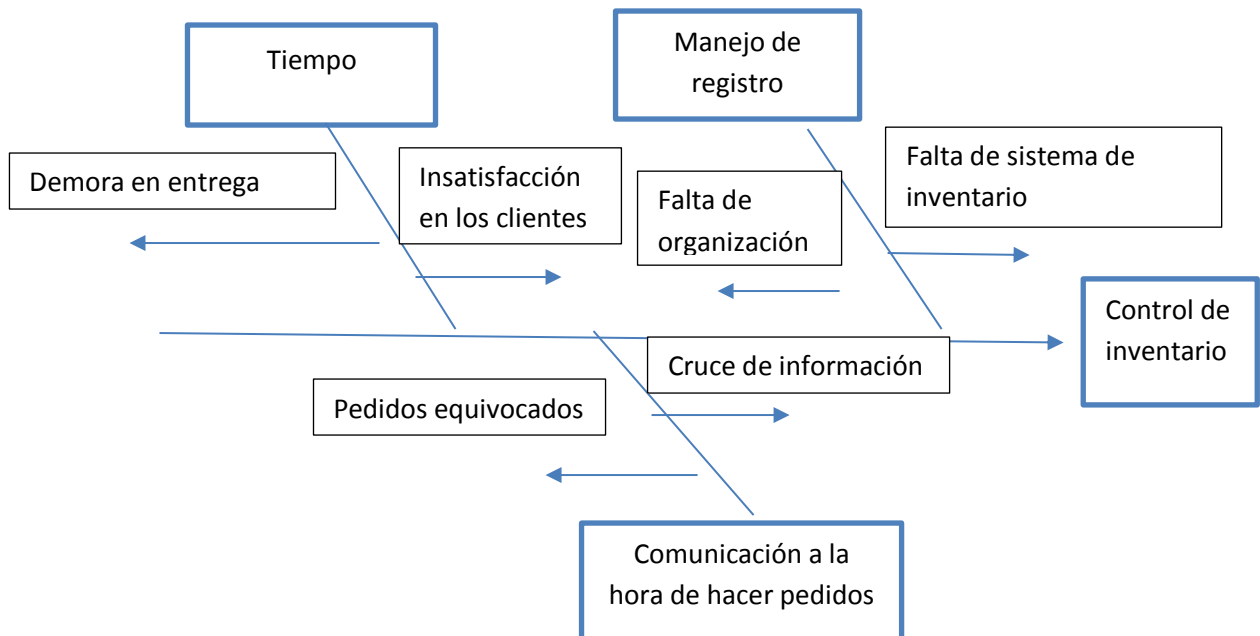 Tiempo
Manejo de
registro
Demora en entrega
Insatisfacción
en los clientes
Falta de
organización
Falta de sistema de
inventario
Control de
inventario
Cruce de información
Pedidos equivocados
Comunicación a la
hora de hacer pedidos